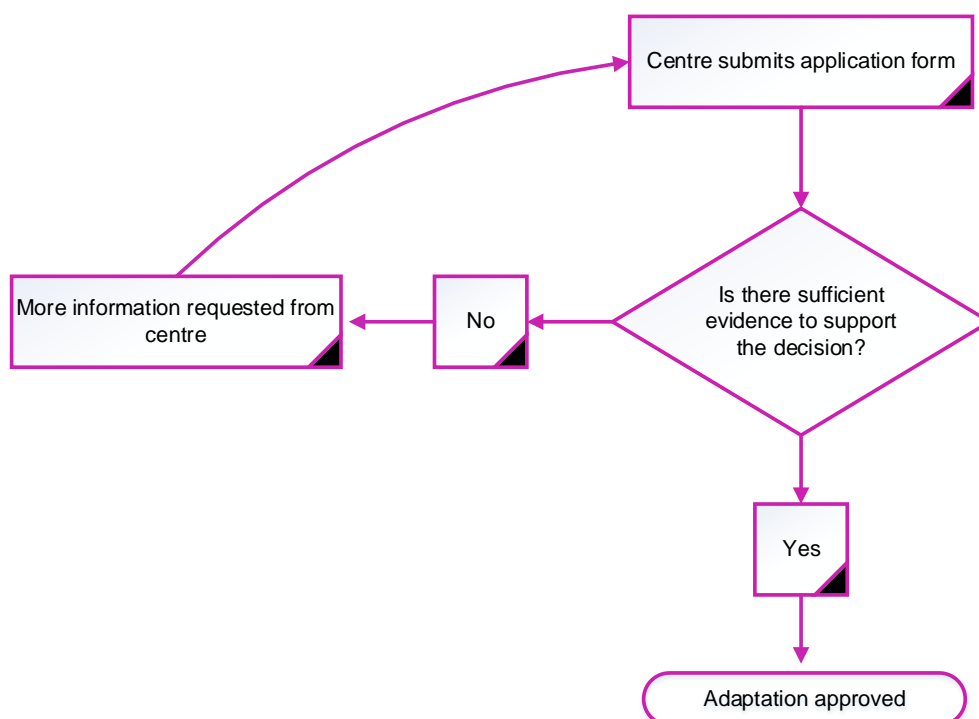 Centre submits application form
Is there sufficient
evidence to support
the decision?
No
More information requested from
centre
Yes
Adaptation approved